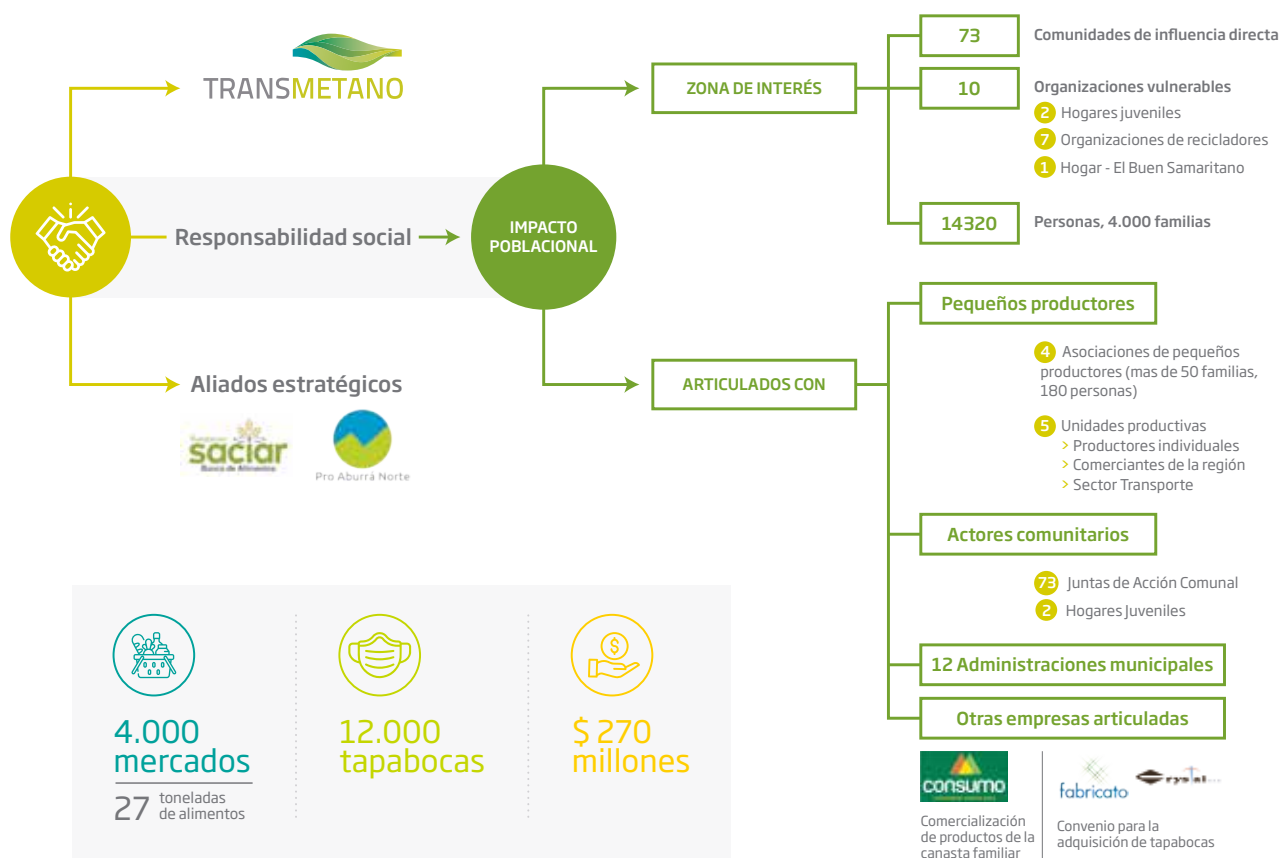 TRANSMETANO
Responsabilidad social
Aliados estratégicos
saciar
Banco de Alimentos
Pro Aburrá Norte
IMPACTO
POBLACIONAL
ZONA DE INTERÉS
73
Comunidades de influencia directa
10
Organizaciones vulnerables
2 Hogares juveniles
7 Organizaciones de recicladores
1 Hogar - El Buen Samaritano
14320
Personas, 4.000 familias
ARTICULADOS CON
Pequeños productores
4 Asociaciones de pequeños
productores (mas de 50 familias,
180 personas)
5 Unidades productivas
> Productores individuales
> Comerciantes de la región
> Sector Transporte
Actores comunitarios
73 Juntas de Acción Comunal
2 Hogares Juveniles
12 Administraciones municipales
Otras empresas articuladas
consumo
Comercialización
de productos de la
canasta familiar
fabricato
Crystal
Convenio para la
adquisición de tapabocas
4.000
mercados
27 toneladas
de alimentos
12.000
tapabocas
$
$ 270
millones